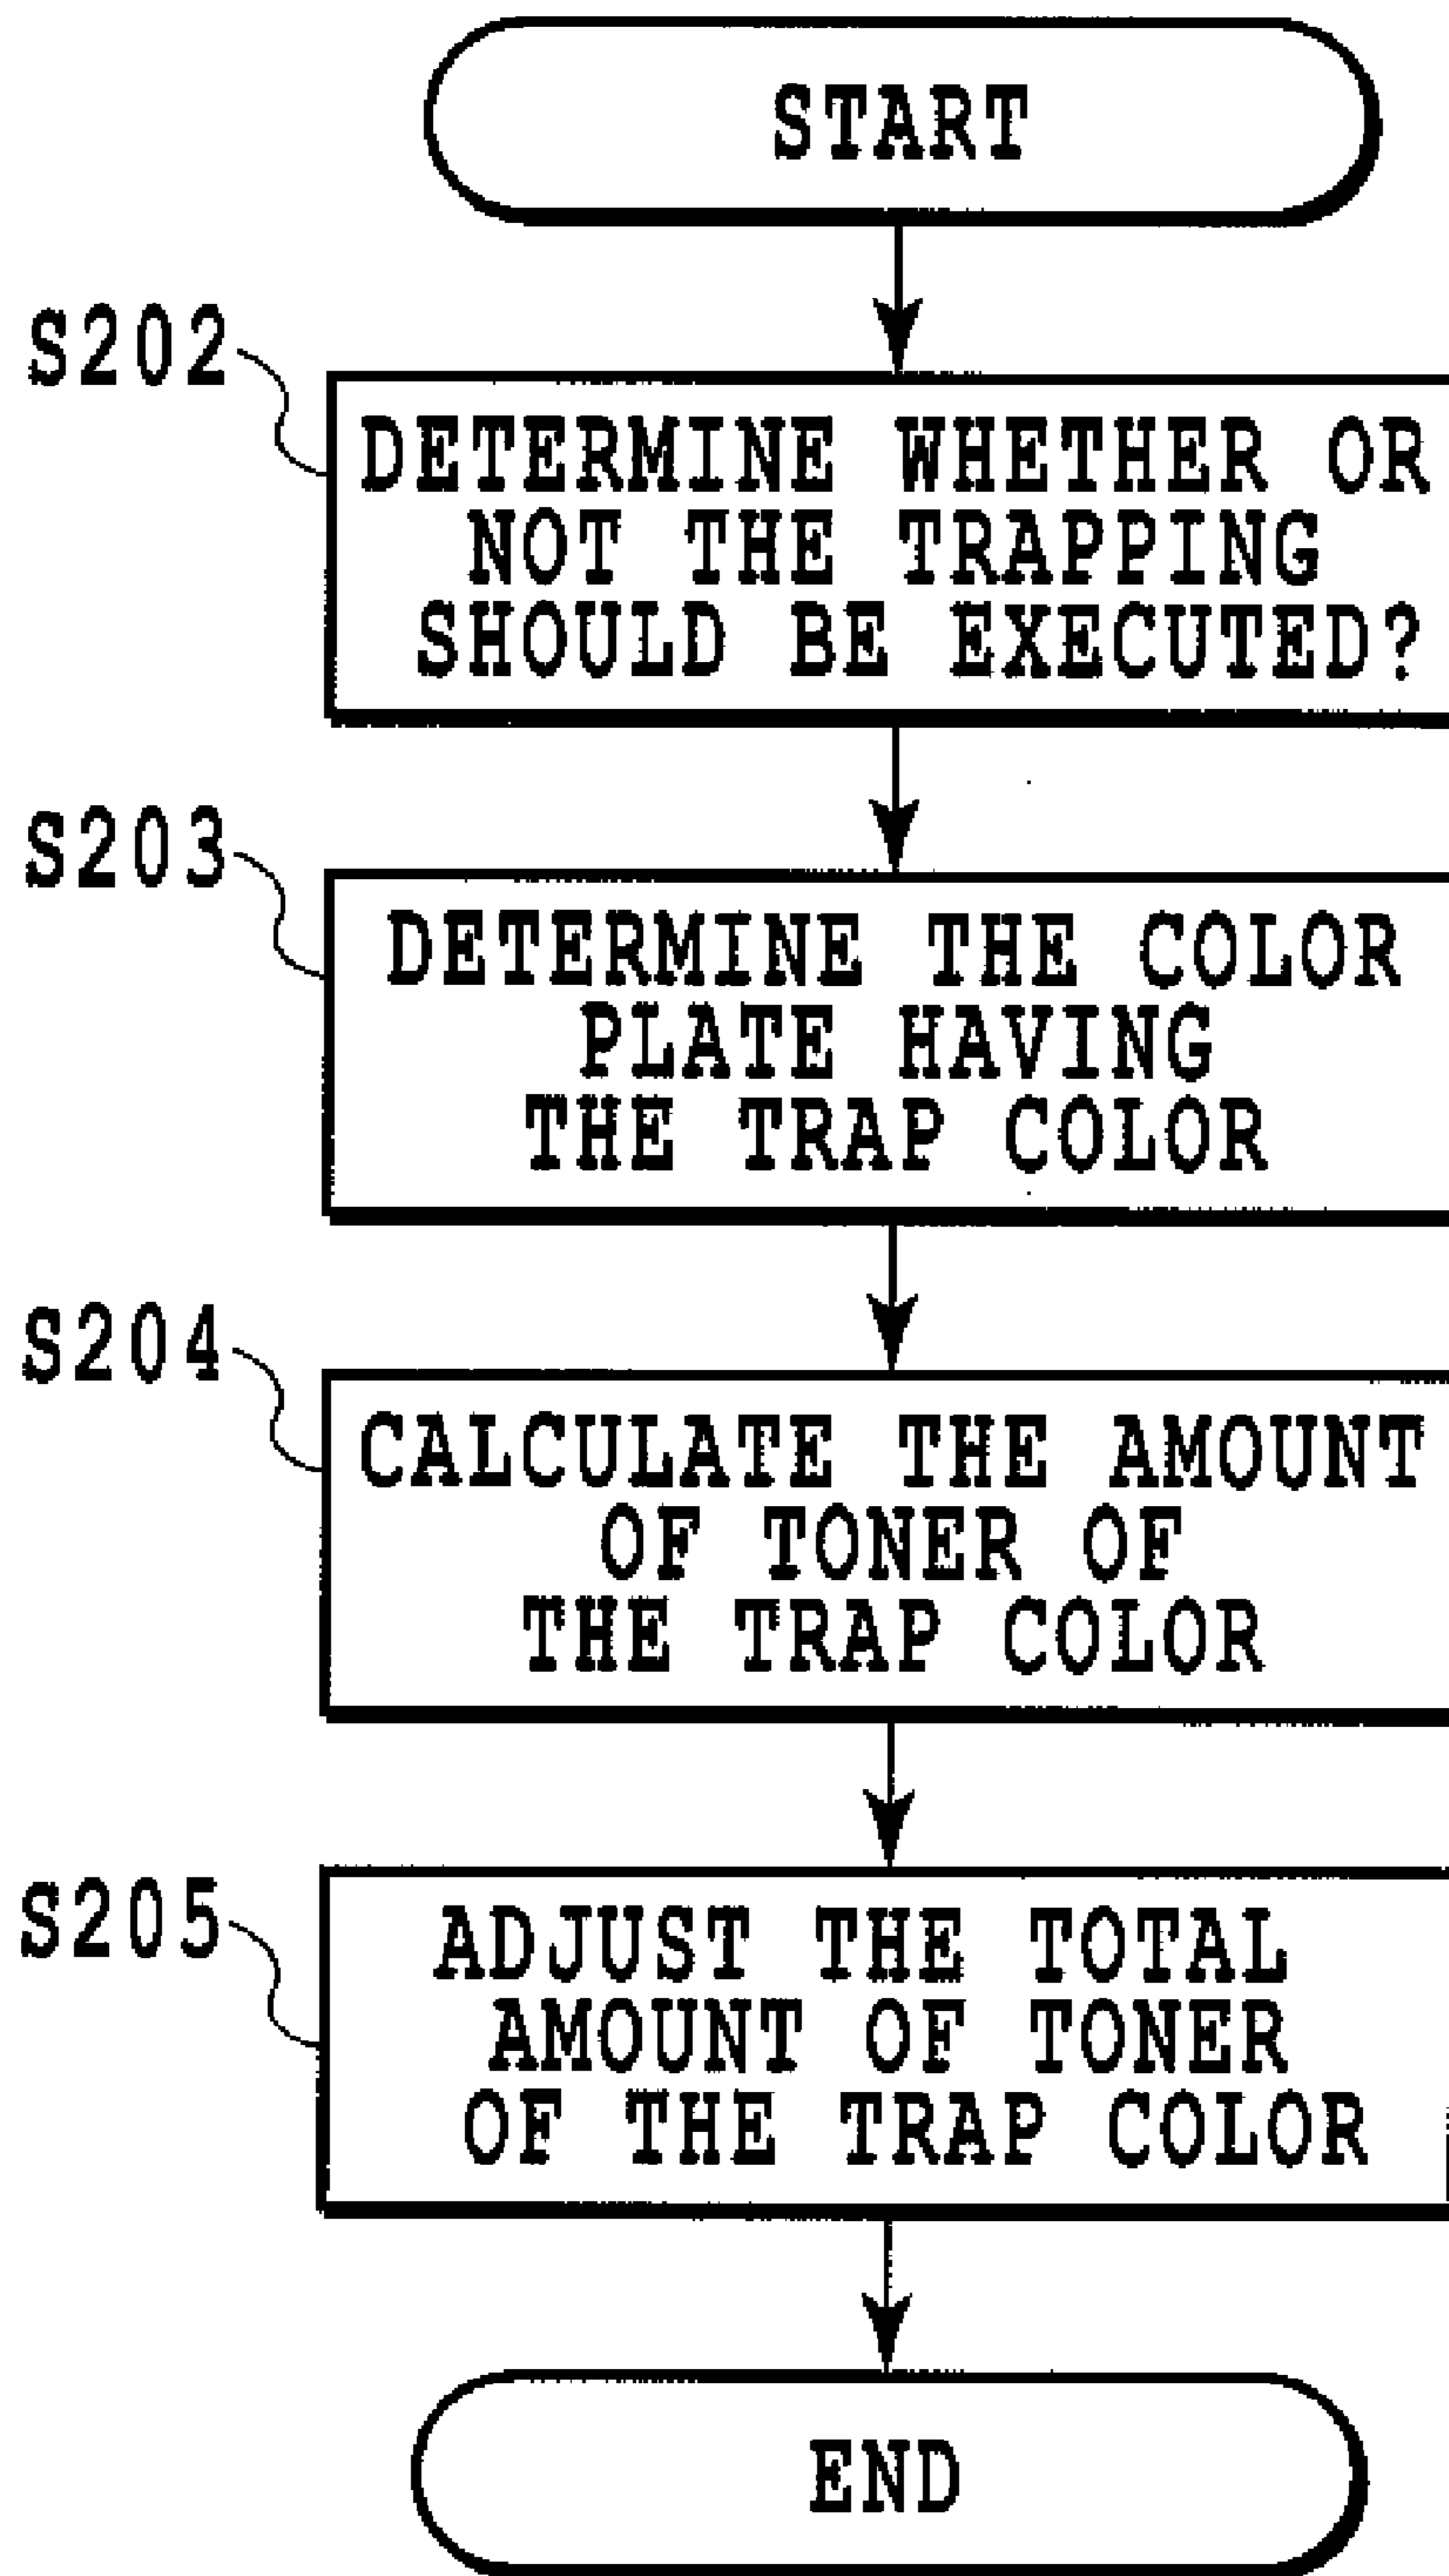 START
S202
DETERMINE WHETHER OR
NOT THE TRAPPING
SHOULD BE EXECUTED?
S203
DETERMINE THE COLOR
PLATE HAVING
THE TRAP COLOR
S204
CALCULATE THE AMOUNT
OF TONER OF
THE TRAP COLOR
S205
ADJUST THE TOTAL
AMOUNT OF TONER
OF THE TRAP COLOR
END